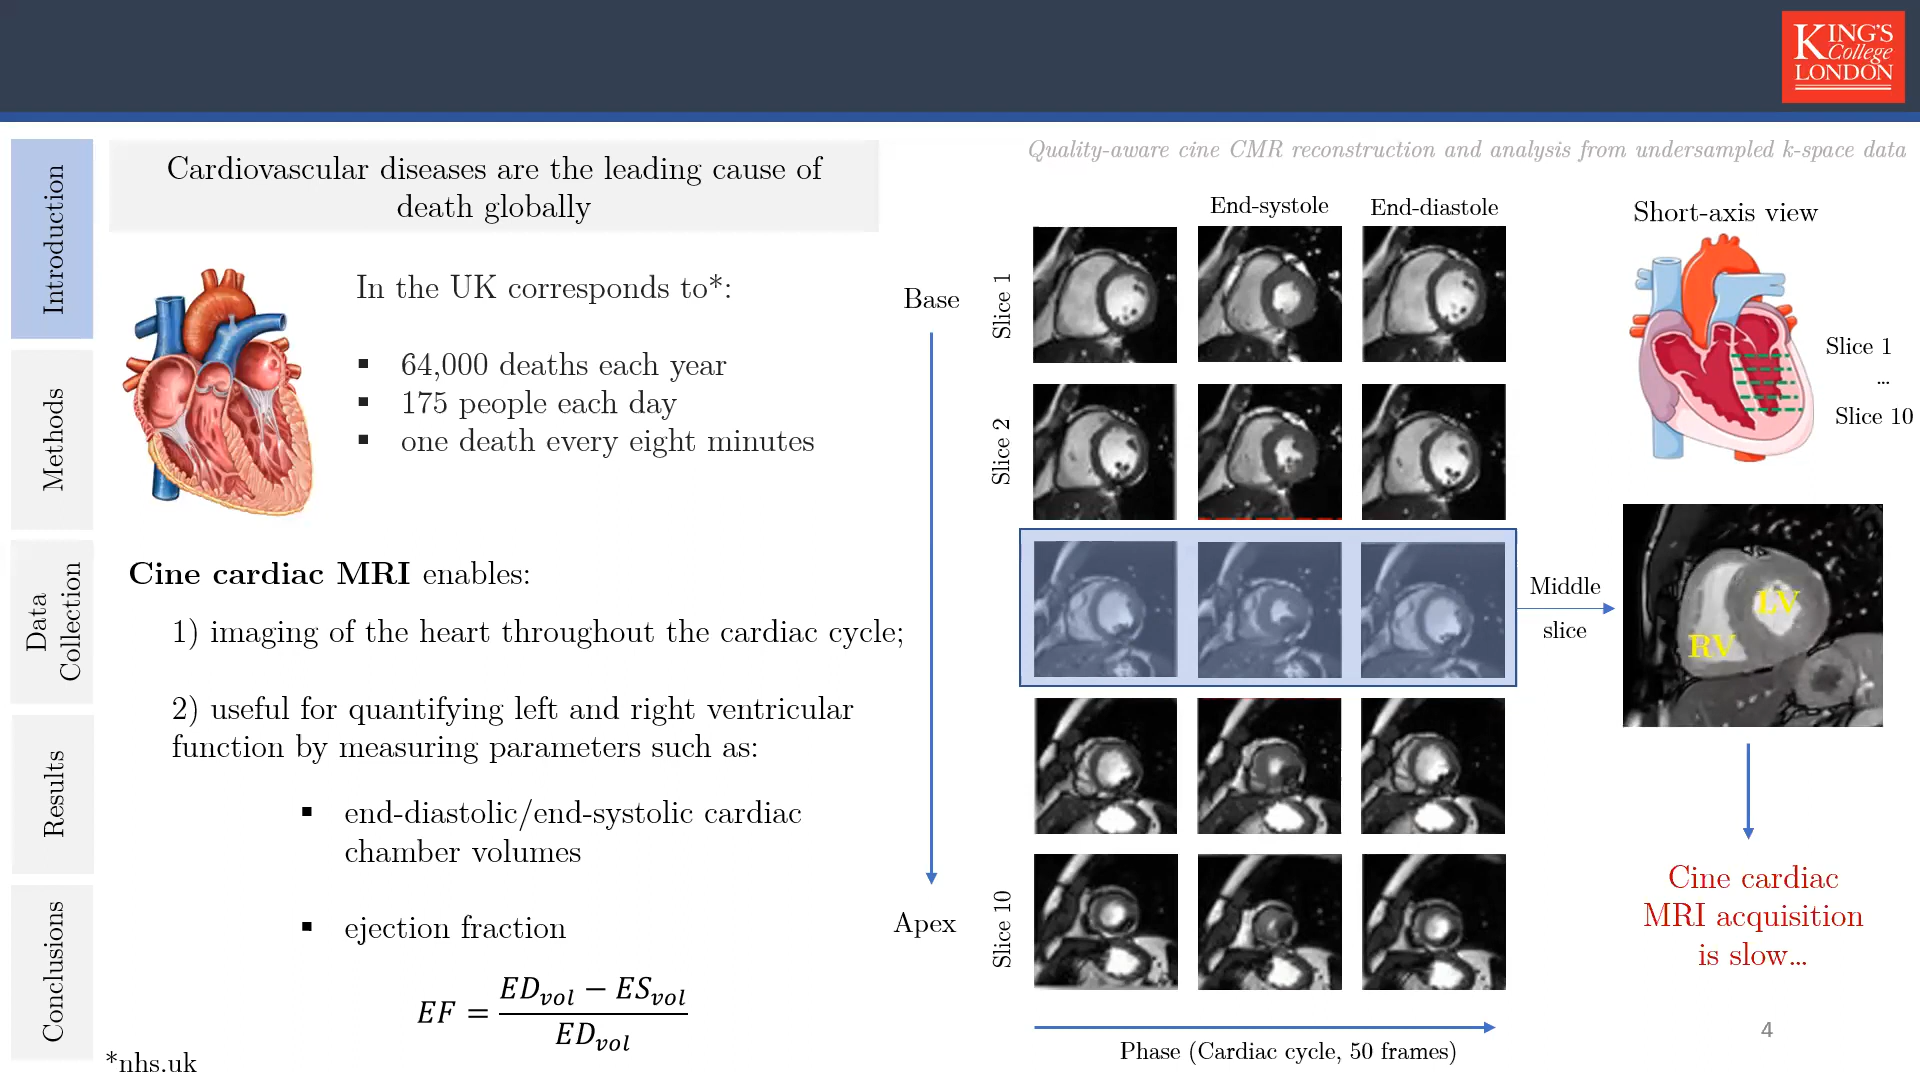 KING'S
College
LONDON
Quality-aware cine CMR reconstruction and analysis from undersampled k-space data
Introduction
Methods
Data
Collection
Results
Conclusions
Cardiovascular diseases are the leading cause of
death globally
In the UK corresponds to*:
▪ 64,000 deaths each year
▪ 175 people each day
▪ one death every eight minutes
Cine cardiac MRI enables:
1) imaging of the heart throughout the cardiac cycle;
2) useful for quantifying left and right ventricular
function by measuring parameters such as:
▪ end-diastolic/end-systolic cardiac
chamber volumes
▪ ejection fraction
EF = (ED_vol − ES_vol) / ED_vol
*nhs.uk
Base
Apex
End-systole
End-diastole
Slice 1
Slice 2
Slice 10
Phase (Cardiac cycle, 50 frames)
Middle
slice
Short-axis view
Slice 1
...
Slice 10
LV
RV
Cine cardiac
MRI acquisition
is slow...
4